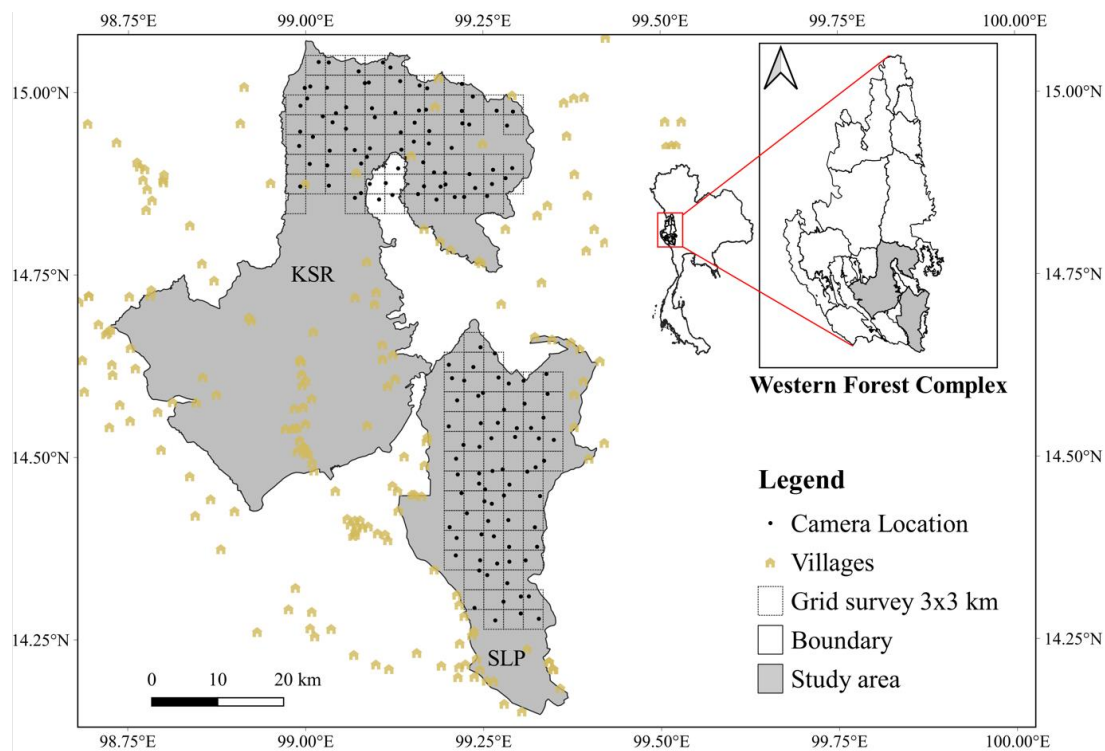 98.75°E 99.00°E 99.25°E 99.50°E 99.75°E 100.00°E
15.00°N 15.00°N
14.75°N 14.75°N
KSR
Western Forest Complex
14.50°N 14.50°N
Legend
Camera Location
Villages
Grid survey 3x3 km
Boundary
Study area
14.25°N 14.25°N
SLP
0 10 20 km
98.75°E 99.00°E 99.25°E 99.50°E 99.75°E 100.00°E